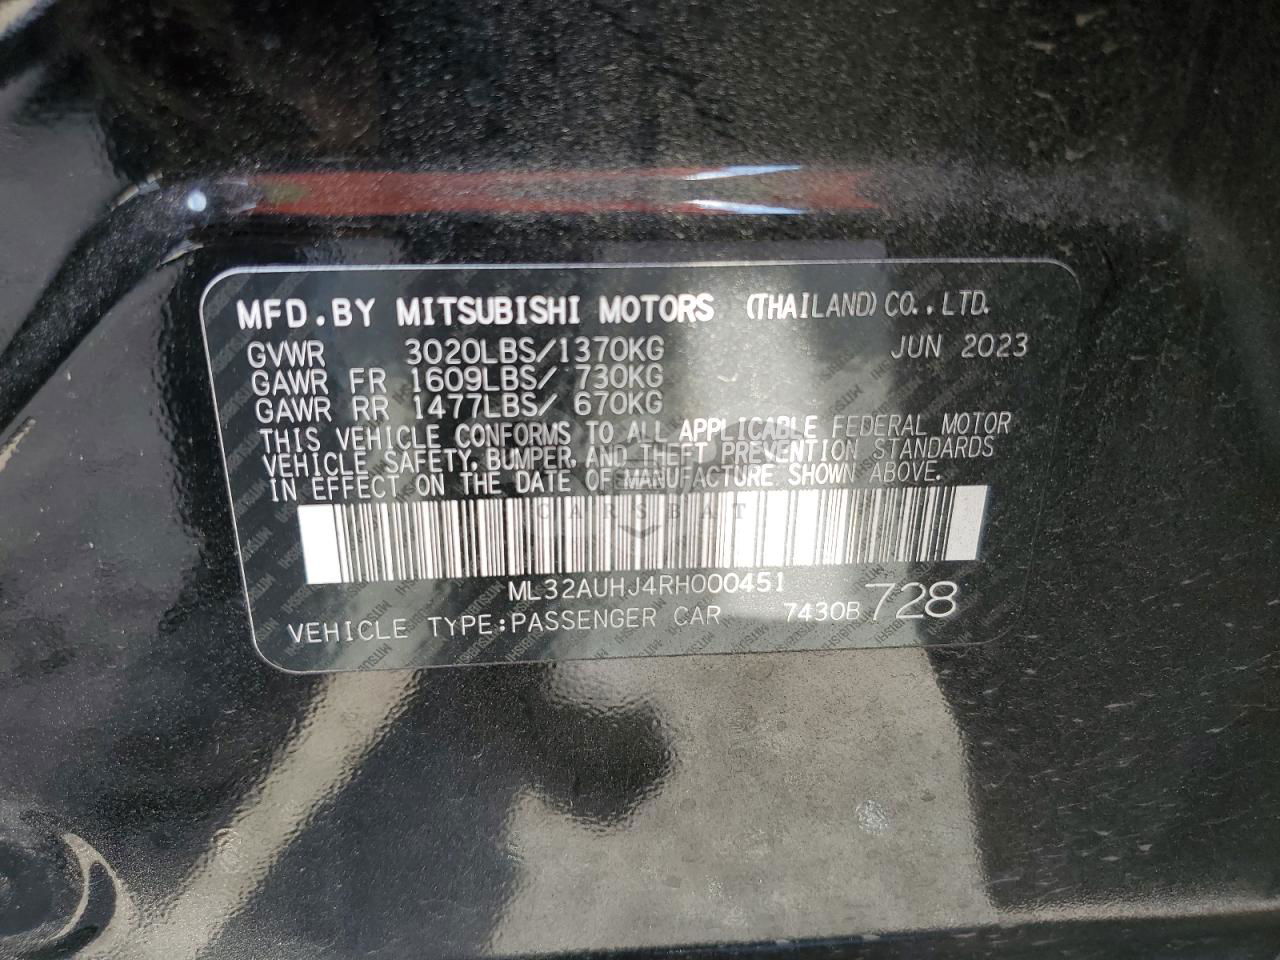 MFD.BY MITSUBISHI MOTORS (THAILAND) CO.,LTD.
GVWR 3020LBS/1370KG JUN 2023
GAWR FR 1609LBS/ 730KG
GAWR RR 1477LBS/ 670KG
THIS VEHICLE CONFORMS TO ALL APPLICABLE FEDERAL MOTOR
VEHICLE SAFETY, BUMPER, AND THEFT PREVENTION STANDARDS
IN EFFECT ON THE DATE OF MANUFACTURE SHOWN ABOVE.
CARSBAT
ML32AUHJ4RH000451
VEHICLE TYPE:PASSENGER CAR 7430B 728